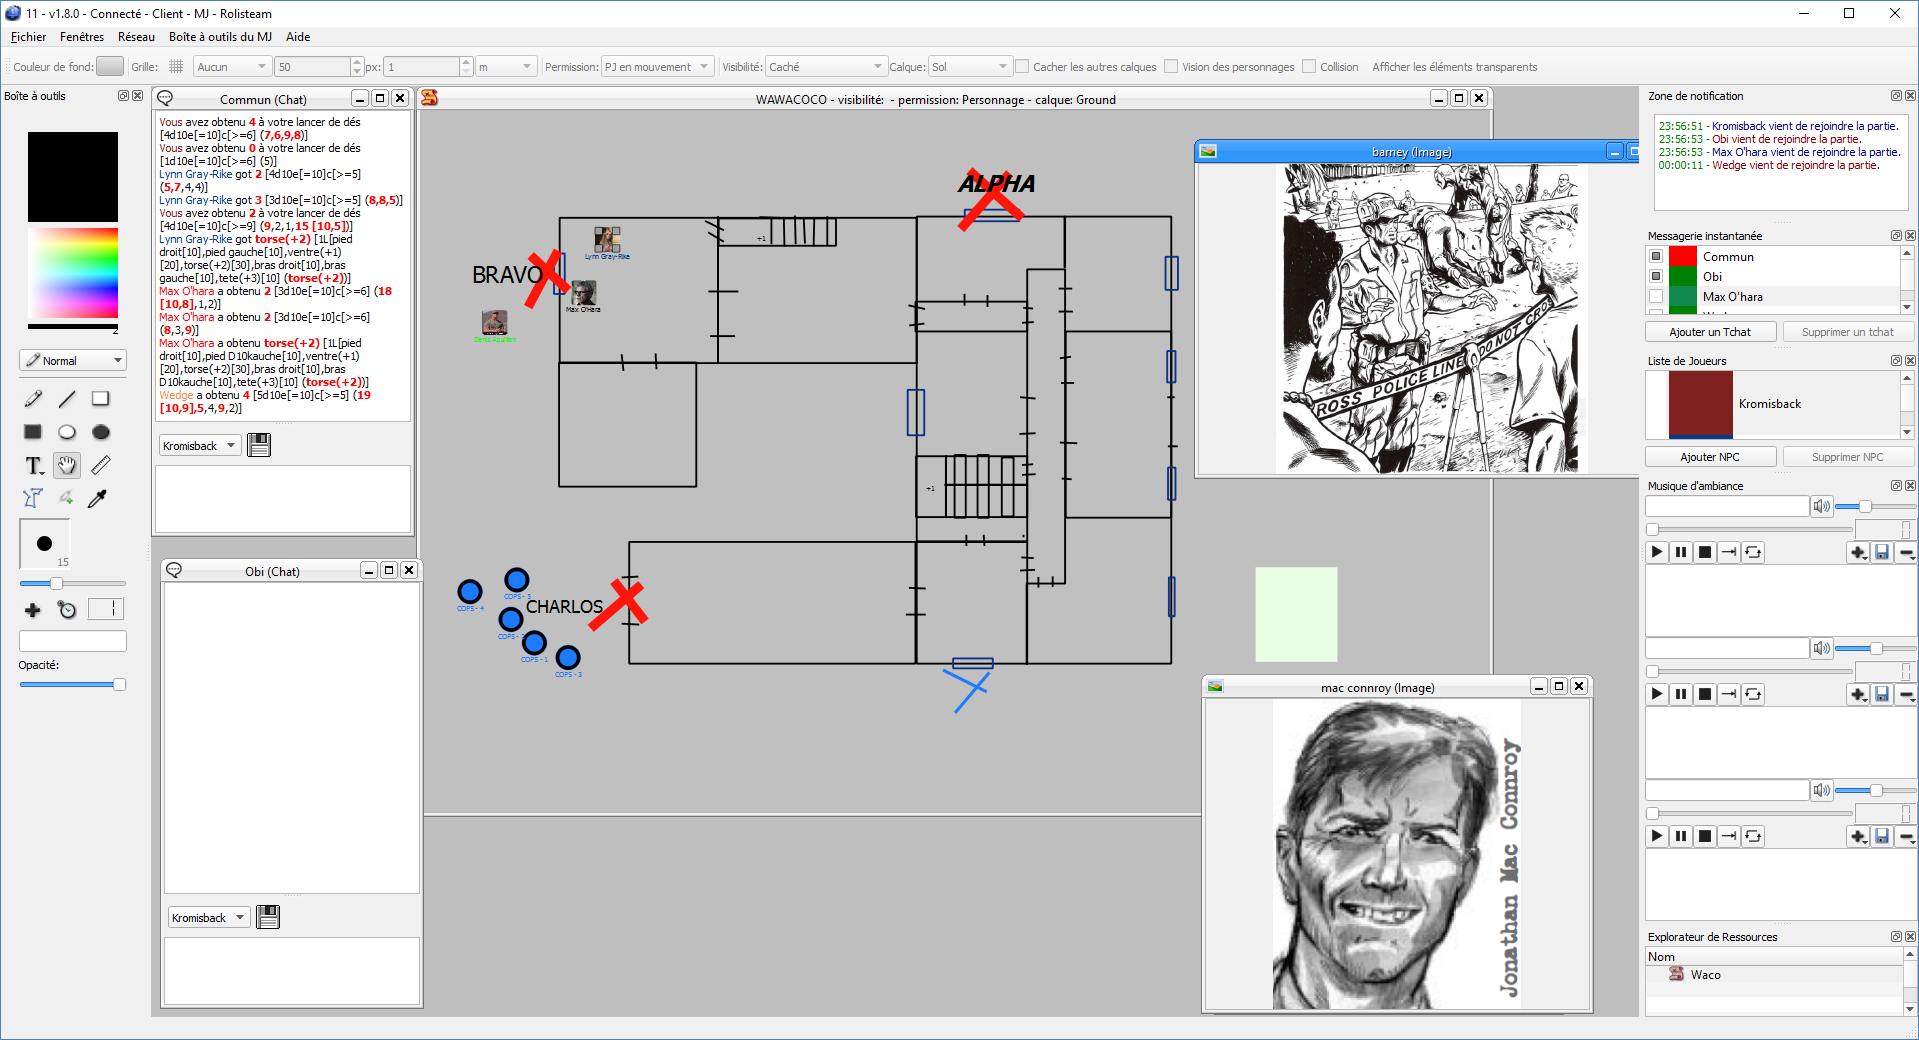 11 - v1.8.0 - Connecté - Client - MJ - Rolisteam
Fichier Fenêtres Réseau Boîte à outils du MJ Aide
Couleur de fond: Grille: Aucun 50 px: 1 m Permission: PJ en mouvement Visibilité: Caché Calque: Sol Cacher les autres calques Vision des personnages Collision Afficher les éléments transparents
Boîte à outils
2
Normal
15
1
Opacité:
Commun (Chat)
Vous avez obtenu 4 à votre lancer de dés
[4d10e[=10]c[>=6] (7,6,9,8)]
Vous avez obtenu 0 à votre lancer de dés
[1d10e[=10]c[>=6] (5)]
Lynn Gray-Rike got 2 [4d10e[=10]c[>=5]
(5,7,4,4)]
Lynn Gray-Rike got 3 [3d10e[=10]c[>=5] (8,8,5)]
Vous avez obtenu 2 à votre lancer de dés
[4d10e[=10]c[>=9] (9,2,1,15 [10,5])]
Lynn Gray-Rike got torse(+2) [1L[pied
droit[10],pied gauche[10],ventre(+1)
[20],torse(+2)[30],bras droit[10],bras
gauche[10],tete(+3)[10] (torse(+2))]
Max O'hara a obtenu 2 [3d10e[=10]c[>=6] (18
[10,8],1,2)]
Max O'hara a obtenu 2 [3d10e[=10]c[>=6]
(8,3,9)]
Max O'hara a obtenu torse(+2) [1L[pied
droit[10],pied D10kauche[10],ventre(+1)
[20],torse(+2)[30],bras droit[10],bras
D10kauche[10],tete(+3)[10] (torse(+2))]
Wedge a obtenu 4 [5d10e[=10]c[>=5] (19
[10,9],5,4,9,2)]
Kromisback
Obi (Chat)
Kromisback
WAWACOCO - visibilité: - permission: Personnage - calque: Ground
ALPHA
BRAVO
Lynn Gray-Rike
Max O'Hara
+1
+1
CHARLOS
COPS - 4
COPS - 5
COPS -
COPS - 1
COPS - 3
barney (Image)
ROSS POLICE LINE DO NOT CRO
mac connroy (Image)
Jonathan Mac Connroy
Zone de notification
23:56:51 - Kromisback vient de rejoindre la partie.
23:56:53 - Obi vient de rejoindre la partie.
23:56:53 - Max O'hara vient de rejoindre la partie.
00:00:11 - Wedge vient de rejoindre la partie.
Messagerie instantanée
Commun
Obi
Max O'hara
Ajouter un Tchat Supprimer un tchat
Liste de Joueurs
Kromisback
Ajouter NPC Supprimer NPC
Musique d'ambiance
Explorateur de Ressources
Nom
Waco